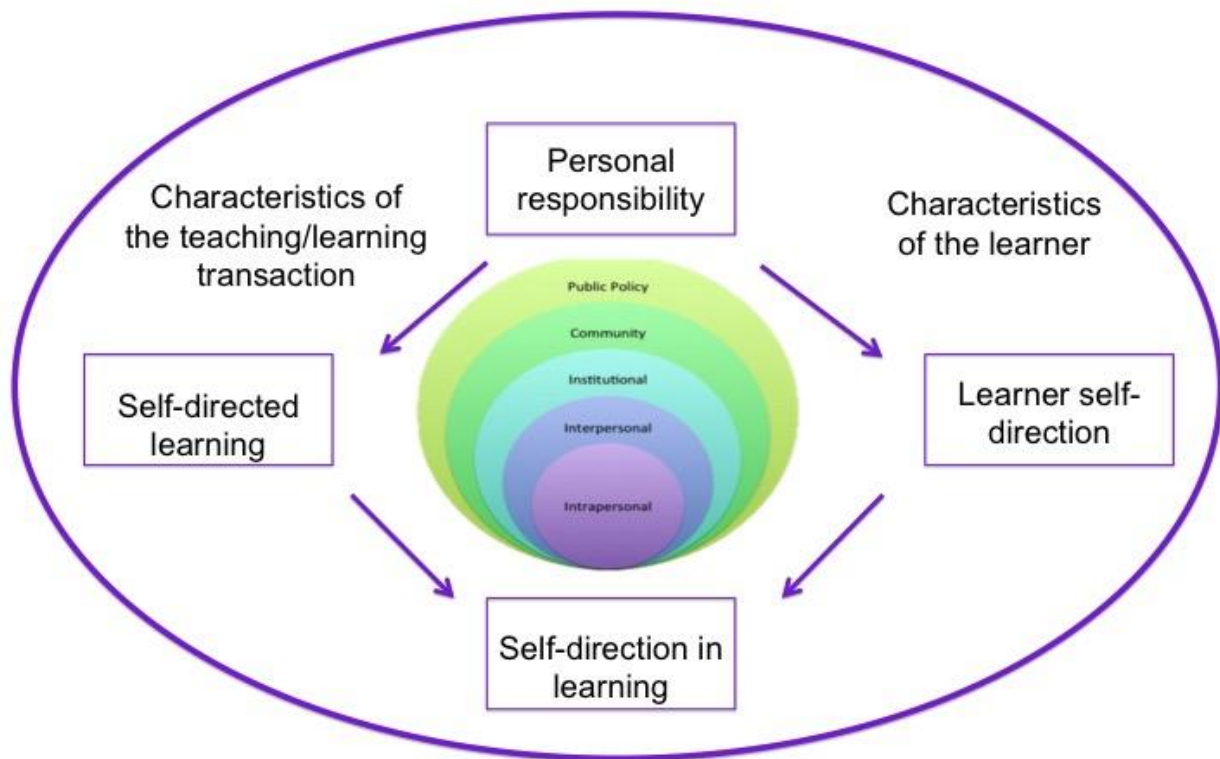 Personal
responsibility
Characteristics of
the teaching/learning
transaction
Characteristics
of the learner
Public Policy
Community
Institutional
Interpersonal
Intrapersonal
Self-directed
learning
Learner self-
direction
Self-direction in
learning